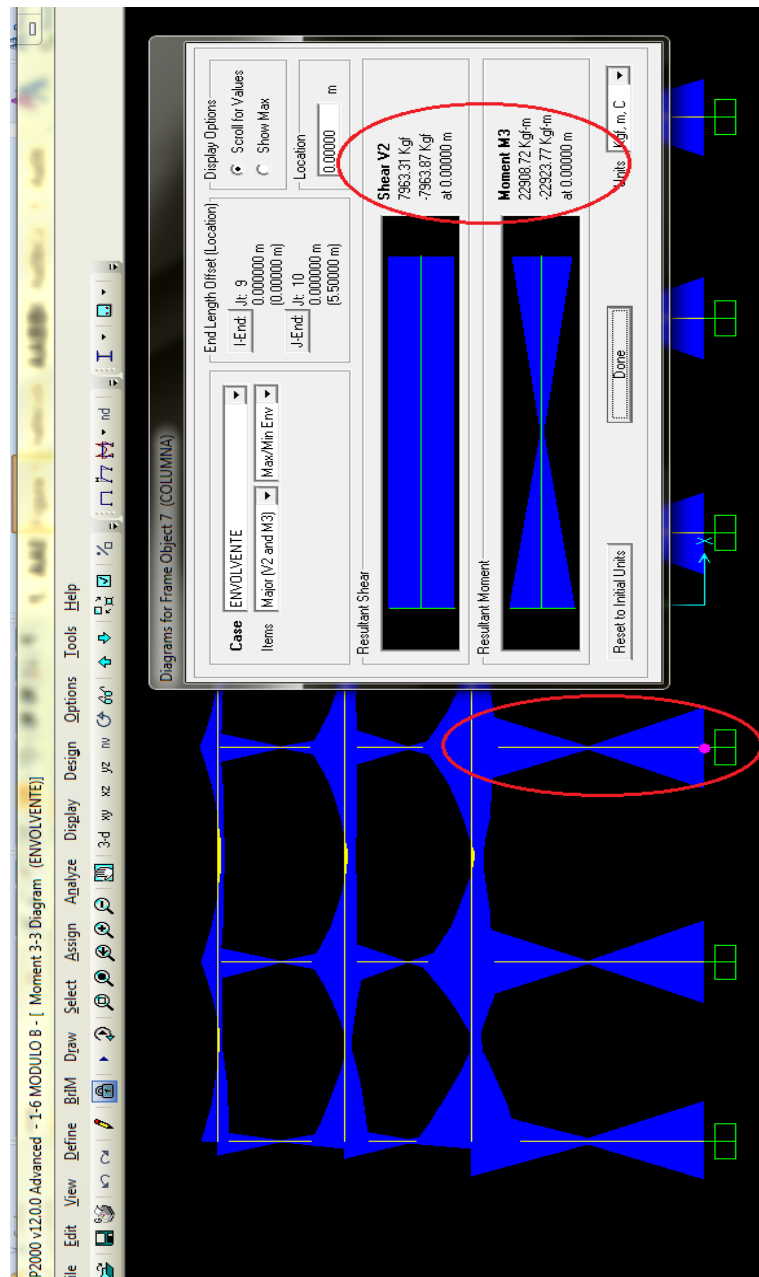 P2000 v12.0.0 Advanced - 1-6 MODULO B - [ Moment 3-3 Diagram (ENVOLVENTE)]
ile Edit View Define BrIM Draw Select Assign Analyze Display Design Options Tools Help
3-d xy xz yz nv
nd
Diagrams for Frame Object 7 (COLUMNA)
Case ENVOLVENTE
Items Major (V2 and M3) Max/Min Env
End Length Offset (Location)
I-End: Jt: 9
0.000000 m
(0.00000 m)
J-End: Jt: 10
0.000000 m
(5.50000 m)
Display Options
Scroll for Values
Show Max
Location
0.00000 m
Resultant Shear
Shear V2
7963.31 Kgf
-7963.87 Kgf
at 0.00000 m
Resultant Moment
Moment M3
22908.72 Kgf-m
-22923.77 Kgf-m
at 0.00000 m
Reset to Initial Units
Done
Units Kgf, m, C
X